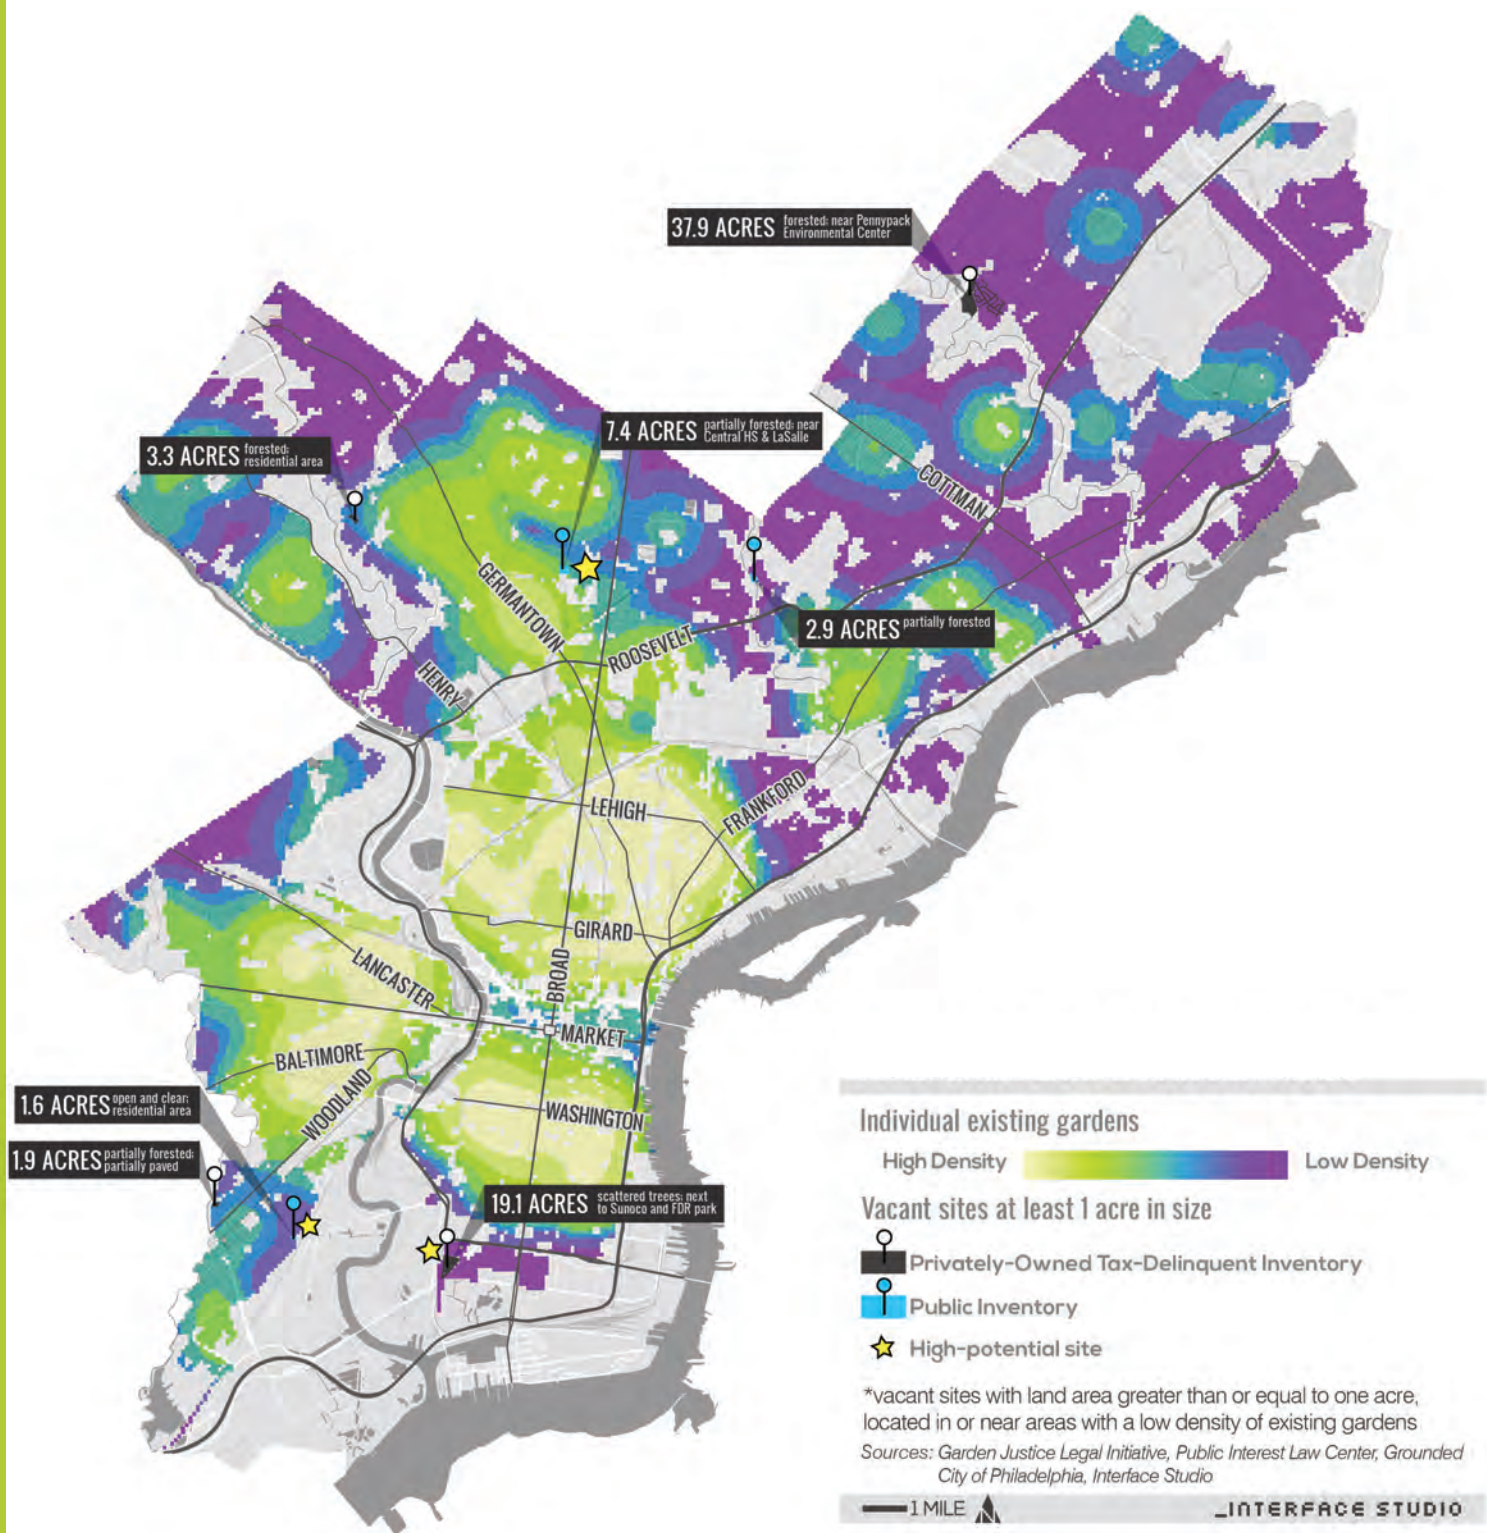 37.9 ACRES forested; near Pennypack
Environmental Center
7.4 ACRES partially forested; near
Central HS & LaSalle
3.3 ACRES forested;
residential area
COTTMAN
GERMANTOWN
2.9 ACRES partially forested
ROOSEVELT
HENRY
LEHIGH
FRANKFORD
GIRARD
LANCASTER
BROAD
MARKET
BALTIMORE
WOODLAND
WASHINGTON
1.6 ACRES open and clear;
residential area
1.9 ACRES partially forested;
partially paved
19.1 ACRES scattered treees; next
to Sunoco and FDR park
Individual existing gardens
High Density
Low Density
Vacant sites at least 1 acre in size
Privately-Owned Tax-Delinquent Inventory
Public Inventory
High-potential site
*vacant sites with land area greater than or equal to one acre,
located in or near areas with a low density of existing gardens
Sources: Garden Justice Legal Initiative, Public Interest Law Center, Grounded
City of Philadelphia, Interface Studio
1 MILE
_INTERFACE STUDIO